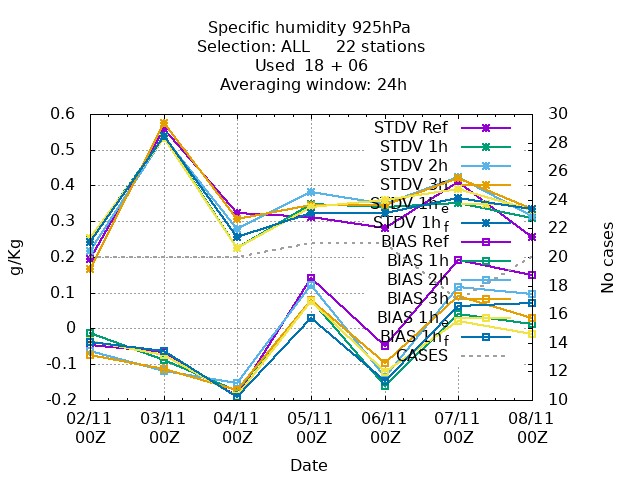 Specific humidity 925hPa
Selection: ALL 22 stations
Used 18 + 06
Averaging window: 24h
0.6
0.5
0.4
0.3
0.2
0.1
0
-0.1
-0.2
g/Kg
STDV Ref
STDV 1h
STDV 2h
STDV 3h
STDV 1h e
STDV 1h f
BIAS Ref
BIAS 1h
BIAS 2h
BIAS 3h
BIAS 1h e
BIAS 1h f
CASES
30
28
26
24
22
20
18
16
14
12
10
No cases
02/11 03/11 04/11 05/11 06/11 07/11 08/11
00Z 00Z 00Z 00Z 00Z 00Z 00Z
Date